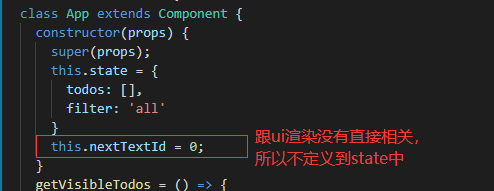 class App extends Component {
constructor(props) {
super(props);
this.state = {
todos: [],
filter: 'all'
}
this.nextTextId = 0;
跟ui渲染没有直接相关，
所以不定义到state中
}
getVisibleTodos = () => {